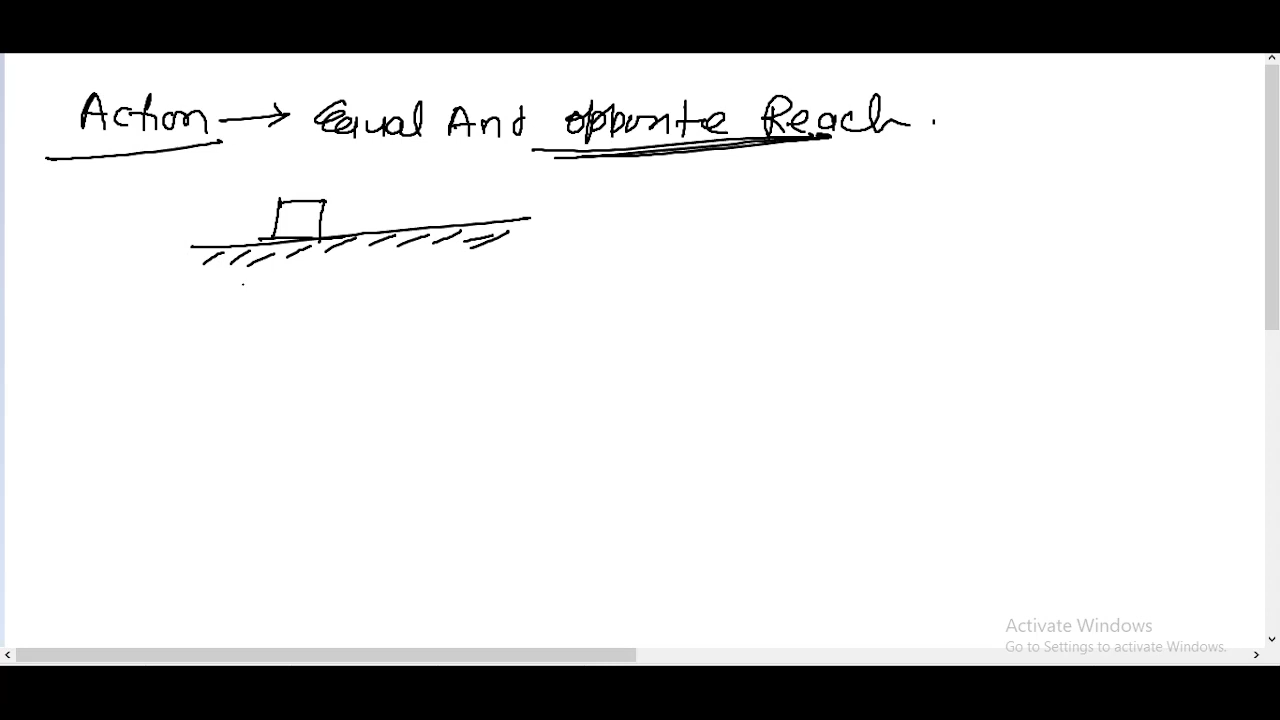 Action → Equal And opposite Reach .
Activate Windows
Go to Settings to activate Windows.